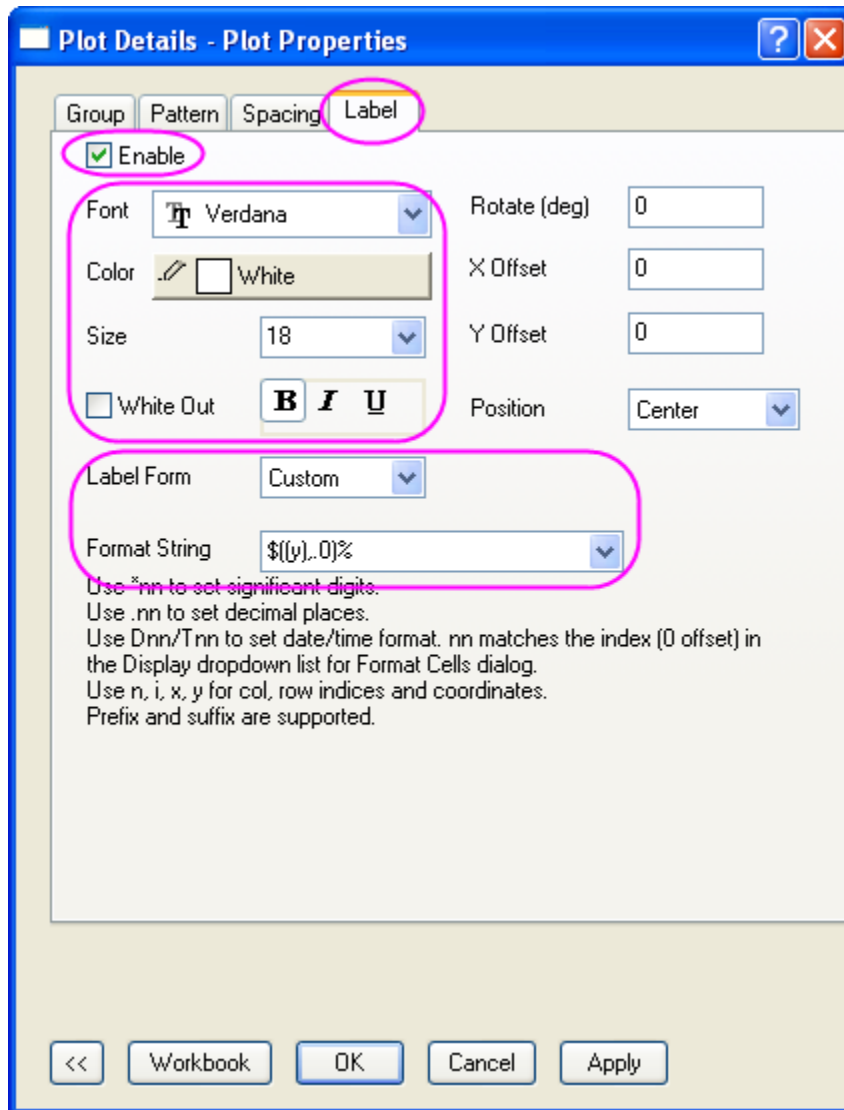 Plot Details - Plot Properties
Group Pattern Spacing Label
Enable
Font Verdana Rotate (deg) 0
Color White X Offset 0
Size 18 Y Offset 0
White Out B I U Position Center
Label Form Custom
Format String $((y),.0)%
Use *nn to set significant digits.
Use .nn to set decimal places.
Use Dnn/Tnn to set date/time format. nn matches the index (0 offset) in
the Display dropdown list for Format Cells dialog.
Use n, i, x, y for col, row indices and coordinates.
Prefix and suffix are supported.
<< Workbook OK Cancel Apply